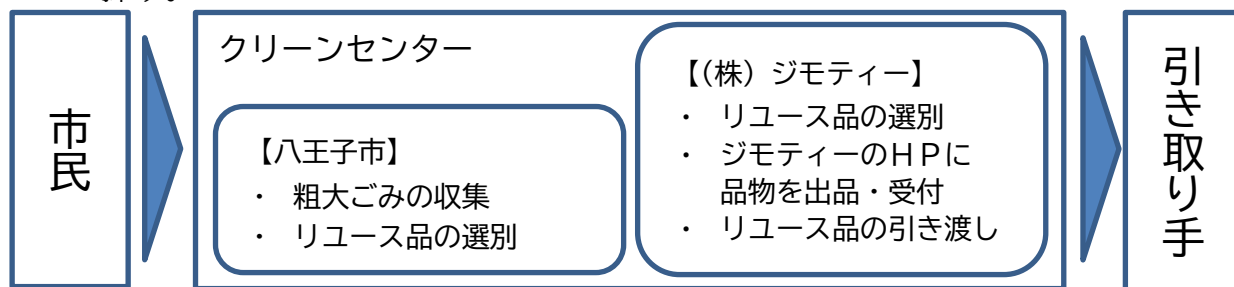 市民
クリーンセンター
【八王子市】
・ 粗大ごみの収集
・ リユース品の選別
【(株) ジモティー】
・ リユース品の選別
・ ジモティーのＨＰに
品物を出品・受付
・ リユース品の引き渡し
引き取り手